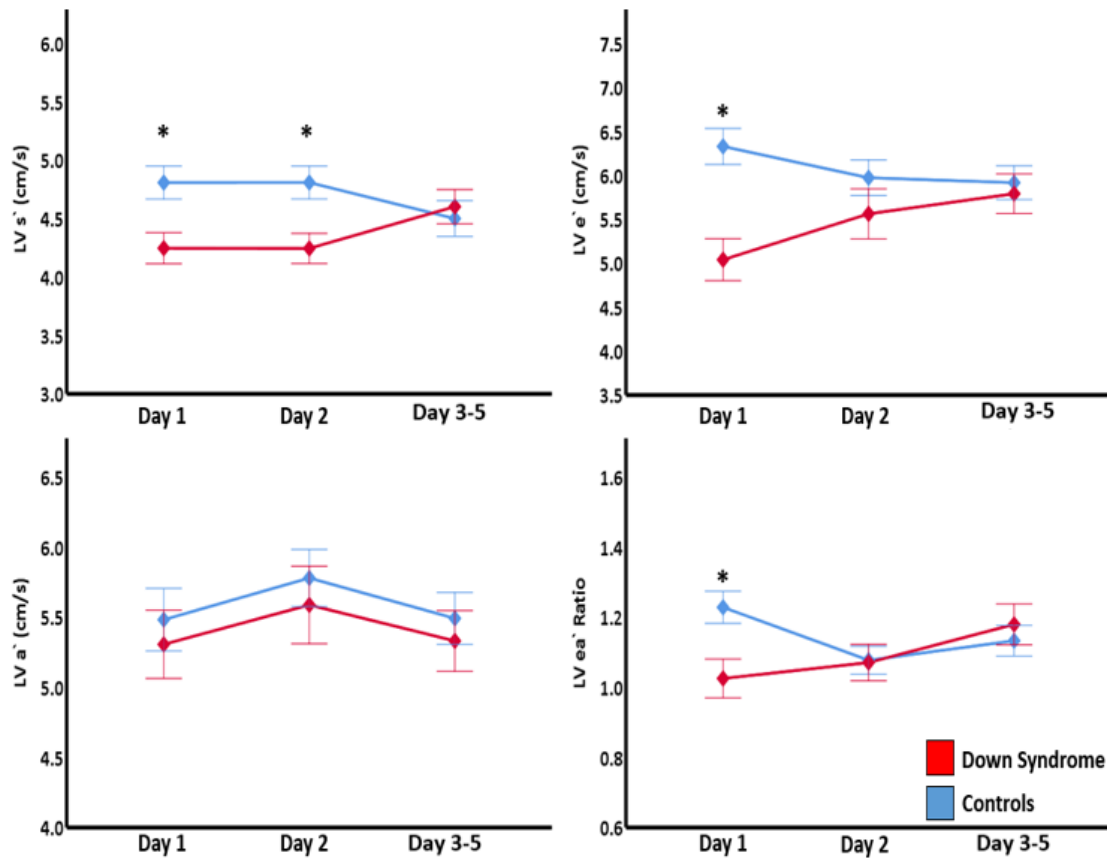 LV s` (cm/s)
6.0
5.5
5.0
4.5
4.0
3.5
3.0
*
*
Day 1
Day 2
Day 3-5
LV e` (cm/s)
7.5
7.0
6.5
6.0
5.5
5.0
4.5
4.0
3.5
*
Day 1
Day 2
Day 3-5
LV a` (cm/s)
6.5
6.0
5.5
5.0
4.5
4.0
Day 1
Day 2
Day 3-5
LV ea` Ratio
1.6
1.4
1.2
1.0
0.8
0.6
*
Day 1
Day 2
Day 3-5
Down Syndrome
Controls